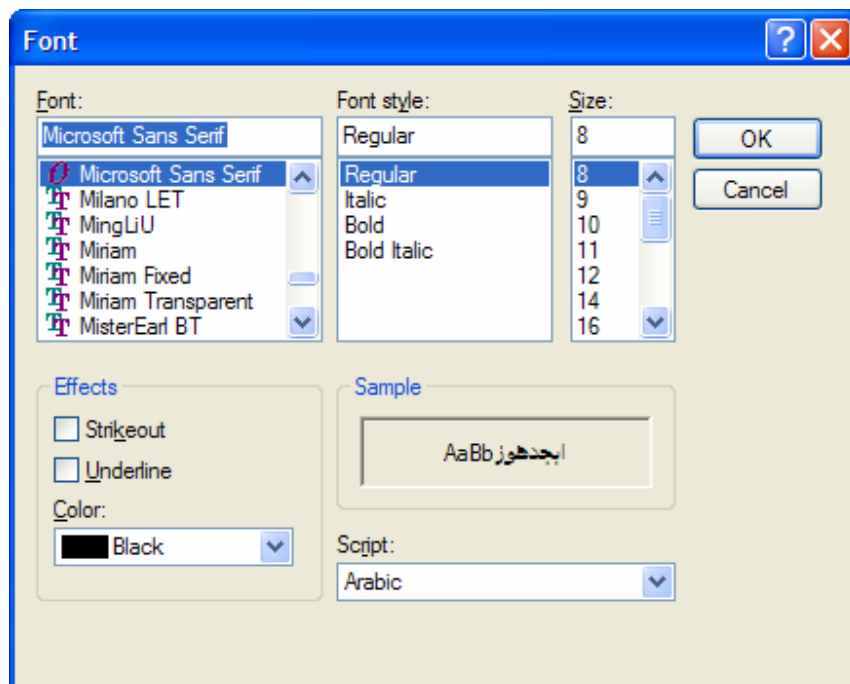 Font
Font: Font style: Size:
Microsoft Sans Serif Regular 8 OK
Microsoft Sans Serif Regular 8
Milano LET Italic 9 Cancel
MingLiU Bold 10
Miriam Bold Italic 11
Miriam Fixed 12
Miriam Transparent 14
MisterEarl BT 16
Effects Sample
Strikeout
AaBbابجدهوز
Underline
Color:
Black
Script:
Arabic